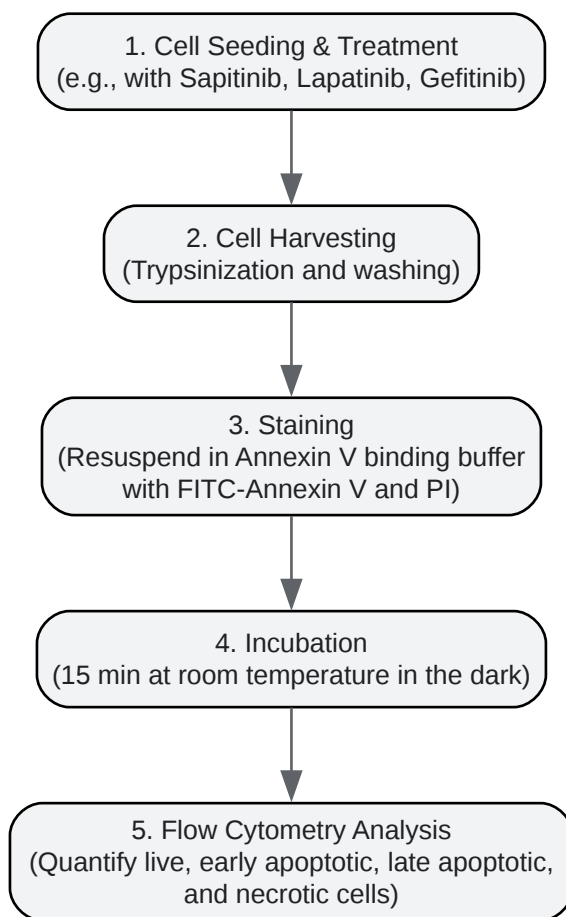 1. Cell Seeding & Treatment
(e.g., with Sapitinib, Lapatinib, Gefitinib)
2. Cell Harvesting
(Trypsinization and washing)
3. Staining
(Resuspend in Annexin V binding buffer
with FITC-Annexin V and PI)
4. Incubation
(15 min at room temperature in the dark)
5. Flow Cytometry Analysis
(Quantify live, early apoptotic, late apoptotic,
and necrotic cells)